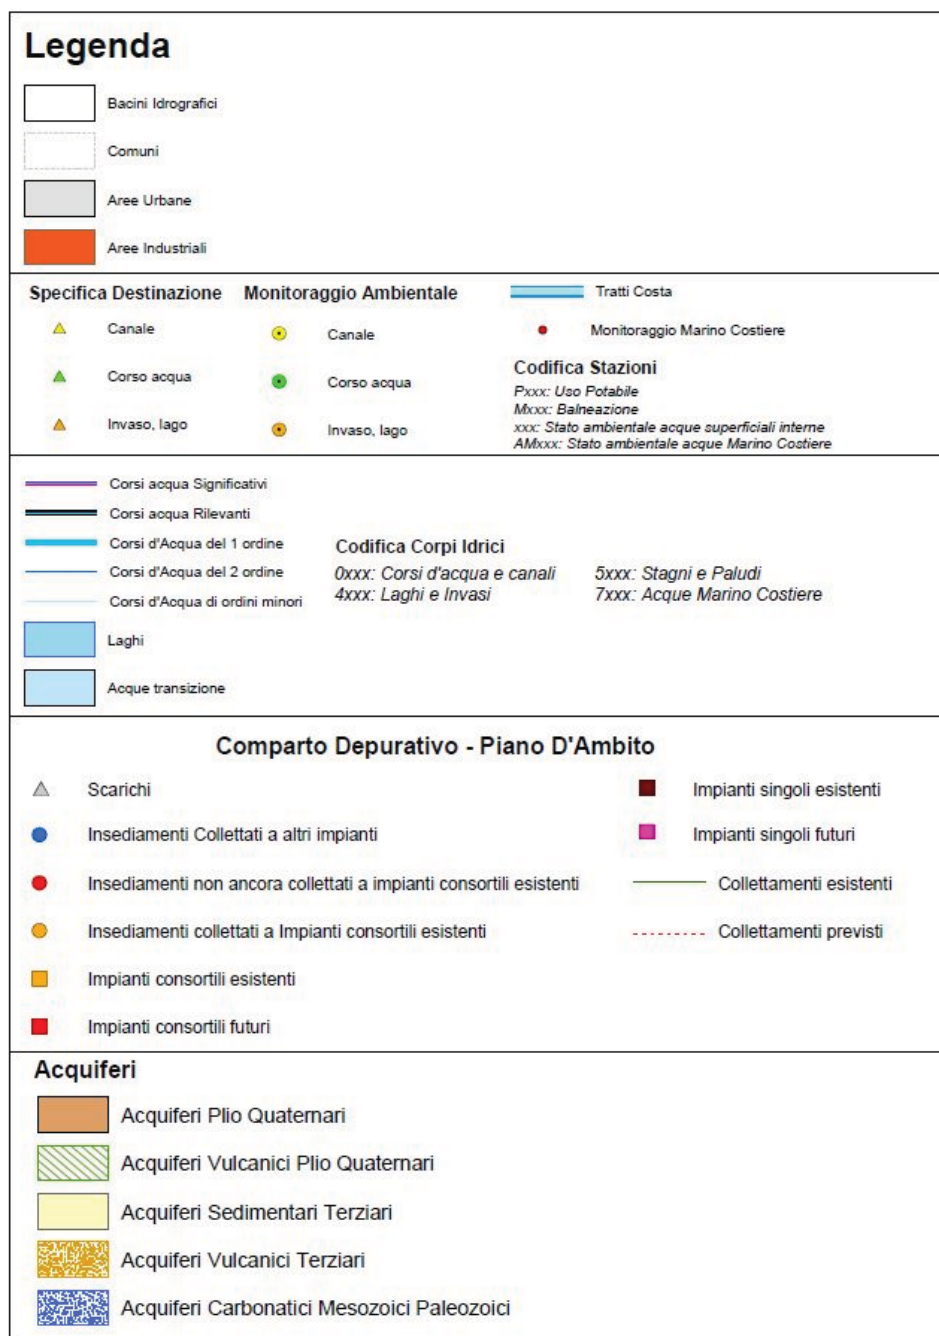 Legenda
Bacini Idrografici
Comuni
Aree Urbane
Aree Industriali
Specifica Destinazione
Canale
Corso acqua
Invaso, lago
Monitoraggio Ambientale
Canale
Corso acqua
Invaso, lago
Tratti Costa
Monitoraggio Marino Costiere
Codifica Stazioni
Pxxx: Uso Potabile
Mxxx: Balneazione
xxx: Stato ambientale acque superficiali interne
AMxxx: Stato ambientale acque Marino Costiere
Corsi acqua Significativi
Corsi acqua Rilevanti
Corsi d'Acqua del 1 ordine
Corsi d'Acqua del 2 ordine
Corsi d'Acqua di ordini minori
Laghi
Acque transizione
Codifica Corpi Idrici
0xxx: Corsi d'acqua e canali
4xxx: Laghi e Invasi
5xxx: Stagni e Paludi
7xxx: Acque Marino Costiere
Comparto Depurativo - Piano D'Ambito
Scarichi
Insediamenti Collettati a altri impianti
Insediamenti non ancora collettati a impianti consortili esistenti
Insediamenti collettati a Impianti consortili esistenti
Impianti consortili esistenti
Impianti consortili futuri
Impianti singoli esistenti
Impianti singoli futuri
Collettamenti esistenti
Collettamenti previsti
Acquiferi
Acquiferi Plio Quaternari
Acquiferi Vulcanici Plio Quaternari
Acquiferi Sedimentari Terziari
Acquiferi Vulcanici Terziari
Acquiferi Carbonatici Mesozoici Paleozoici